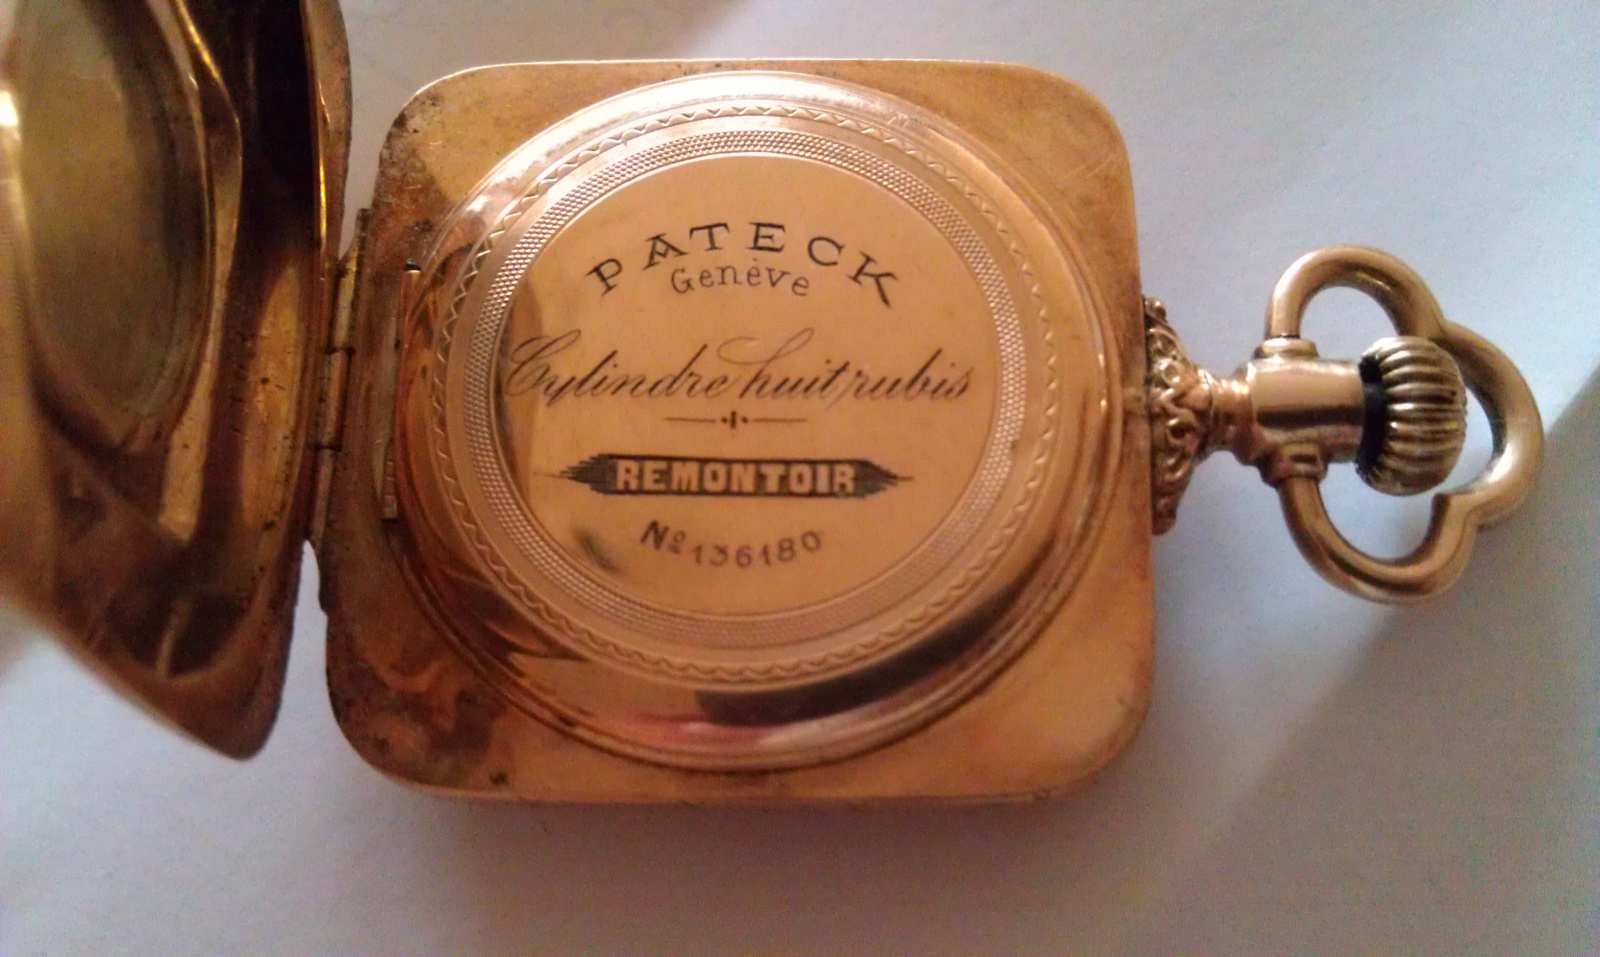 PATECK
Genève
Cylindre huit rubis
REMONTOIR
Nº 136180